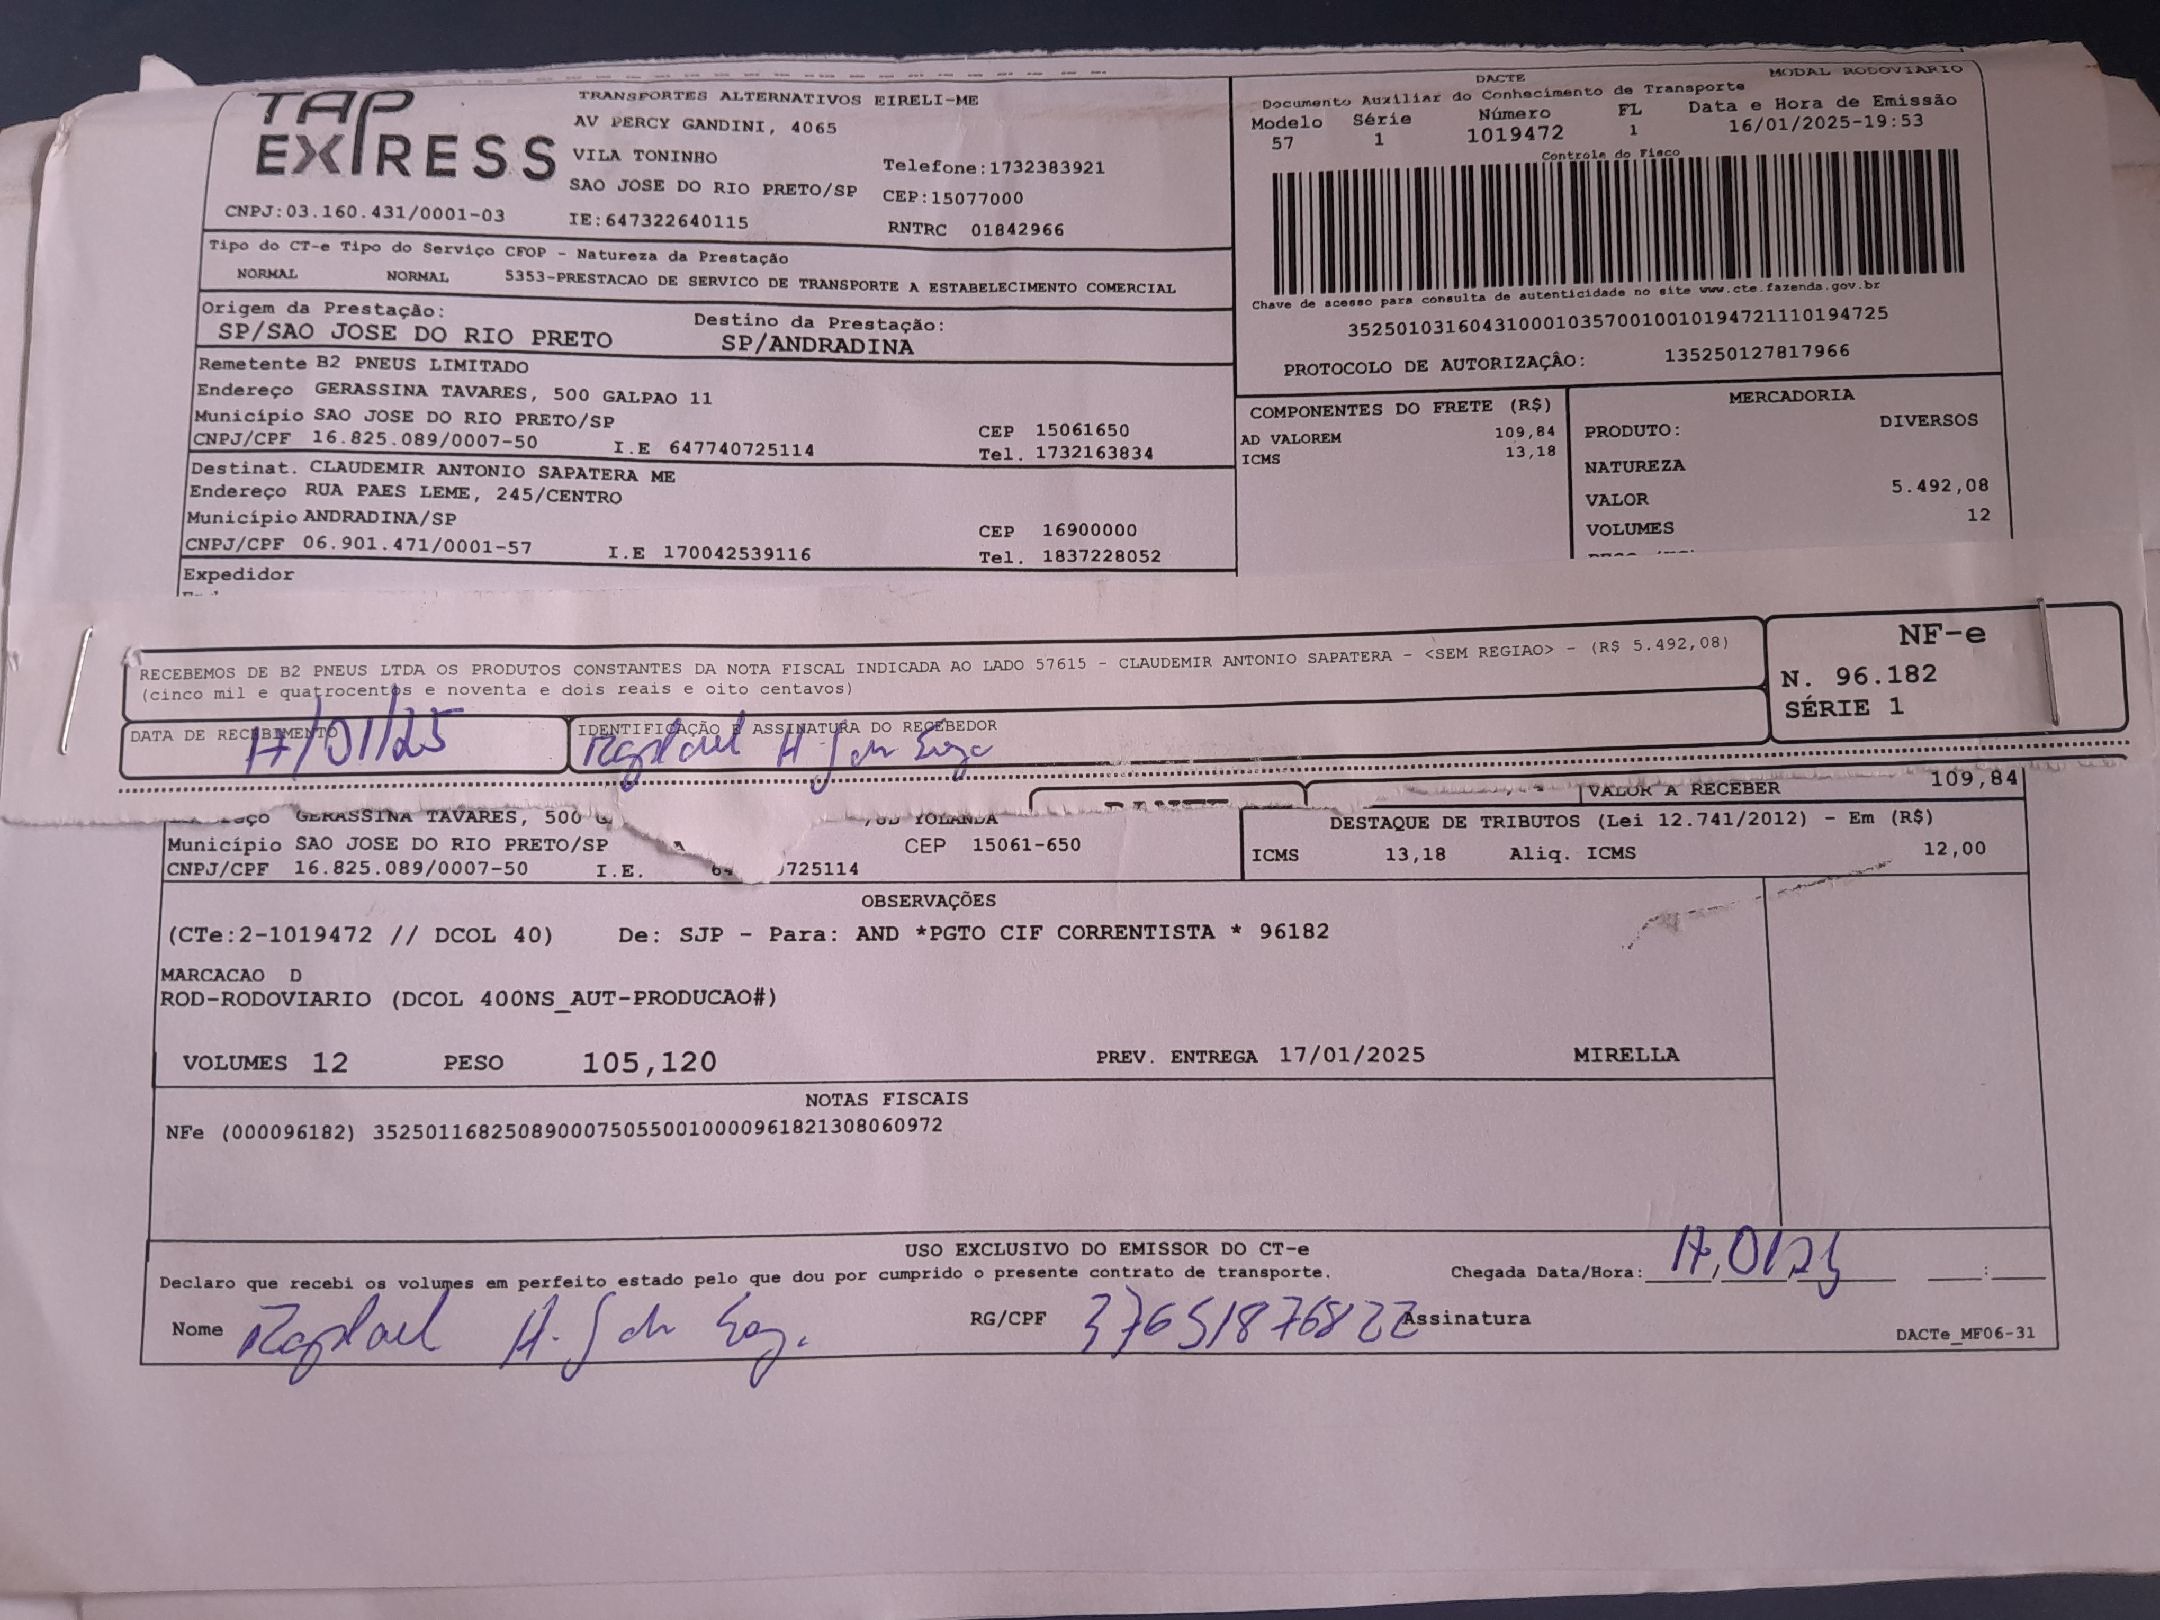 TAP EXPRESS
TRANSPORTES ALTERNATIVOS EIRELI-ME
AV PERCY GANDINI, 4065
VILA TONINHO
Telefone:1732383921
SAO JOSE DO RIO PRETO/SP CEP:15077000
CNPJ:03.160.431/0001-03 IE:647322640115 RNTRC 01842966
Tipo do CT-e Tipo do Serviço CFOP - Natureza da Prestação
NORMAL NORMAL 5353-PRESTACAO DE SERVICO DE TRANSPORTE A ESTABELECIMENTO COMERCIAL
Origem da Prestação: Destino da Prestação:
SP/SAO JOSE DO RIO PRETO SP/ANDRADINA
Remetente B2 PNEUS LIMITADO
Endereço GERASSINA TAVARES, 500 GALPAO 11
Município SAO JOSE DO RIO PRETO/SP CEP 15061650
CNPJ/CPF 16.825.089/0007-50 I.E 647740725114 Tel. 1732163834
Destinat. CLAUDEMIR ANTONIO SAPATERA ME
Endereço RUA PAES LEME, 245/CENTRO
Município ANDRADINA/SP CEP 16900000
CNPJ/CPF 06.901.471/0001-57 I.E 170042539116 Tel. 1837228052
Expedidor
DACTE MODAL RODOVIARIO
Documento Auxiliar do Conhecimento de Transporte
Modelo Série Número FL Data e Hora de Emissão
57 1 1019472 1 16/01/2025-19:53
Controle do Fisco
Chave de acesso para consulta de autenticidade no site www.cte.fazenda.gov.br
35250103160431000103570010010194721110194725
PROTOCOLO DE AUTORIZAÇÂO: 135250127817966
COMPONENTES DO FRETE (R$)
AD VALOREM 109,84
ICMS 13,18
MERCADORIA
PRODUTO: DIVERSOS
NATUREZA
VALOR 5.492,08
VOLUMES 12
RECEBEMOS DE B2 PNEUS LTDA OS PRODUTOS CONSTANTES DA NOTA FISCAL INDICADA AO LADO 57615 - CLAUDEMIR ANTONIO SAPATERA - <SEM REGIAO> - (R$ 5.492,08)
(cinco mil e quatrocentos e noventa e dois reais e oito centavos)
NF-e
N. 96.182
SÉRIE 1
DATA DE RECEBIMENTO IDENTIFICAÇÃO E ASSINATURA DO RECEBEDOR
17/01/25 Raphael H.
VALOR A RECEBER 109,84
GERASSINA TAVARES, 500 YOLANDA
Município SAO JOSE DO RIO PRETO/SP CEP 15061-650
CNPJ/CPF 16.825.089/0007-50 I.E. 725114
DESTAQUE DE TRIBUTOS (Lei 12.741/2012) - Em (R$)
ICMS 13,18 Aliq. ICMS 12,00
OBSERVAÇÕES
(CTe:2-1019472 // DCOL 40) De: SJP - Para: AND *PGTO CIF CORRENTISTA * 96182
MARCACAO D
ROD-RODOVIARIO (DCOL 400NS_AUT-PRODUCAO#)
VOLUMES 12 PESO 105,120 PREV. ENTREGA 17/01/2025 MIRELLA
NOTAS FISCAIS
NFe (000096182) 35250116825089000750550010000961821308060972
USO EXCLUSIVO DO EMISSOR DO CT-e
Declaro que recebi os volumes em perfeito estado pelo que dou por cumprido o presente contrato de transporte. Chegada Data/Hora: 17,01,25 :
Nome Raphael H. RG/CPF 37651876822 Assinatura
DACTe_MF06-31